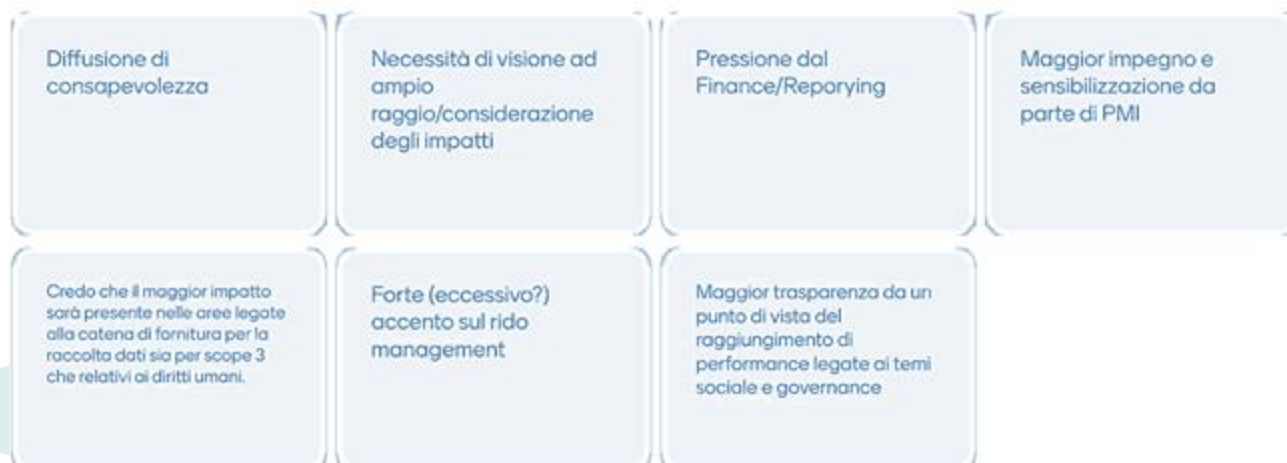 Diffusione di
consapevolezza
Necessità di visione ad
ampio
raggio/considerazione
degli impatti
Pressione dal
Finance/Reporying
Maggior impegno e
sensibilizzazione da
parte di PMI
Credo che il maggior impatto
sarà presente nelle aree legate
alla catena di fornitura per la
raccolta dati sia per scope 3
che relativi ai diritti umani.
Forte (eccessivo?)
accento sul rido
management
Maggior trasparenza da un
punto di vista del
raggiungimento di
performance legate ai temi
sociale e governance